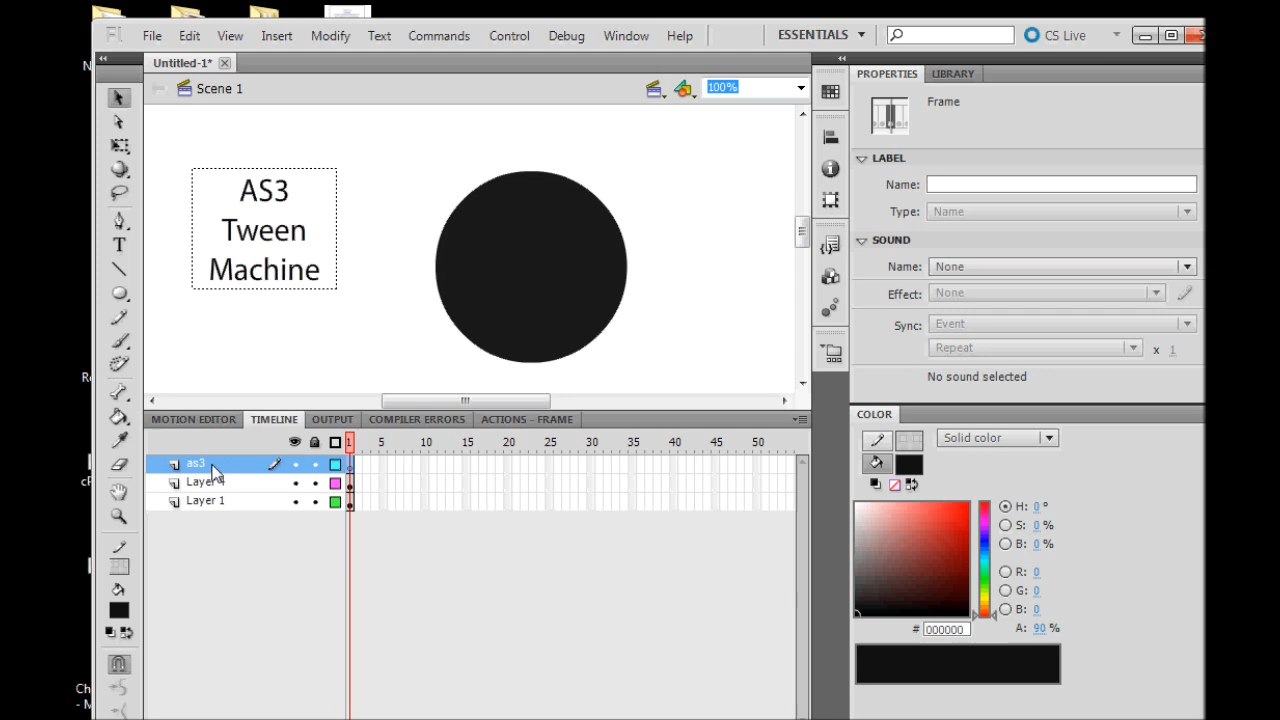 Fl File Edit View Insert Modify Text Commands Control Debug Window Help ESSENTIALS CS Live
Untitled-1*
Scene 1 100%
AS3
Tween
Machine
PROPERTIES LIBRARY
Frame
LABEL
Name:
Type: Name
SOUND
Name: None
Effect: None
Sync: Event
Repeat x 1
No sound selected
MOTION EDITOR TIMELINE OUTPUT COMPILER ERRORS ACTIONS - FRAME
1 5 10 15 20 25 30 35 40 45 50
as3
Layer
Layer 1
COLOR
Solid color
H: 0 °
S: 0 %
B: 0 %
R: 0
G: 0
B: 0
# 000000 A: 90 %